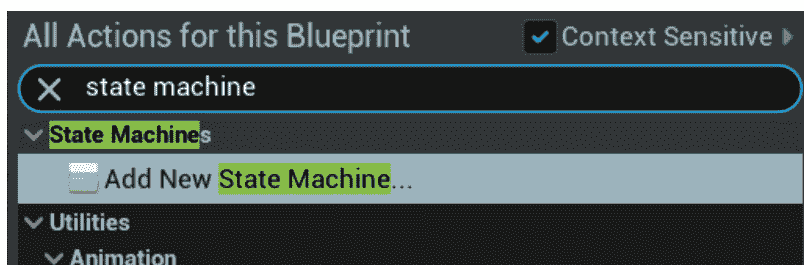 All Actions for this Blueprint Context Sensitive
state machine
State Machines
Add New State Machine...
Utilities
Animation